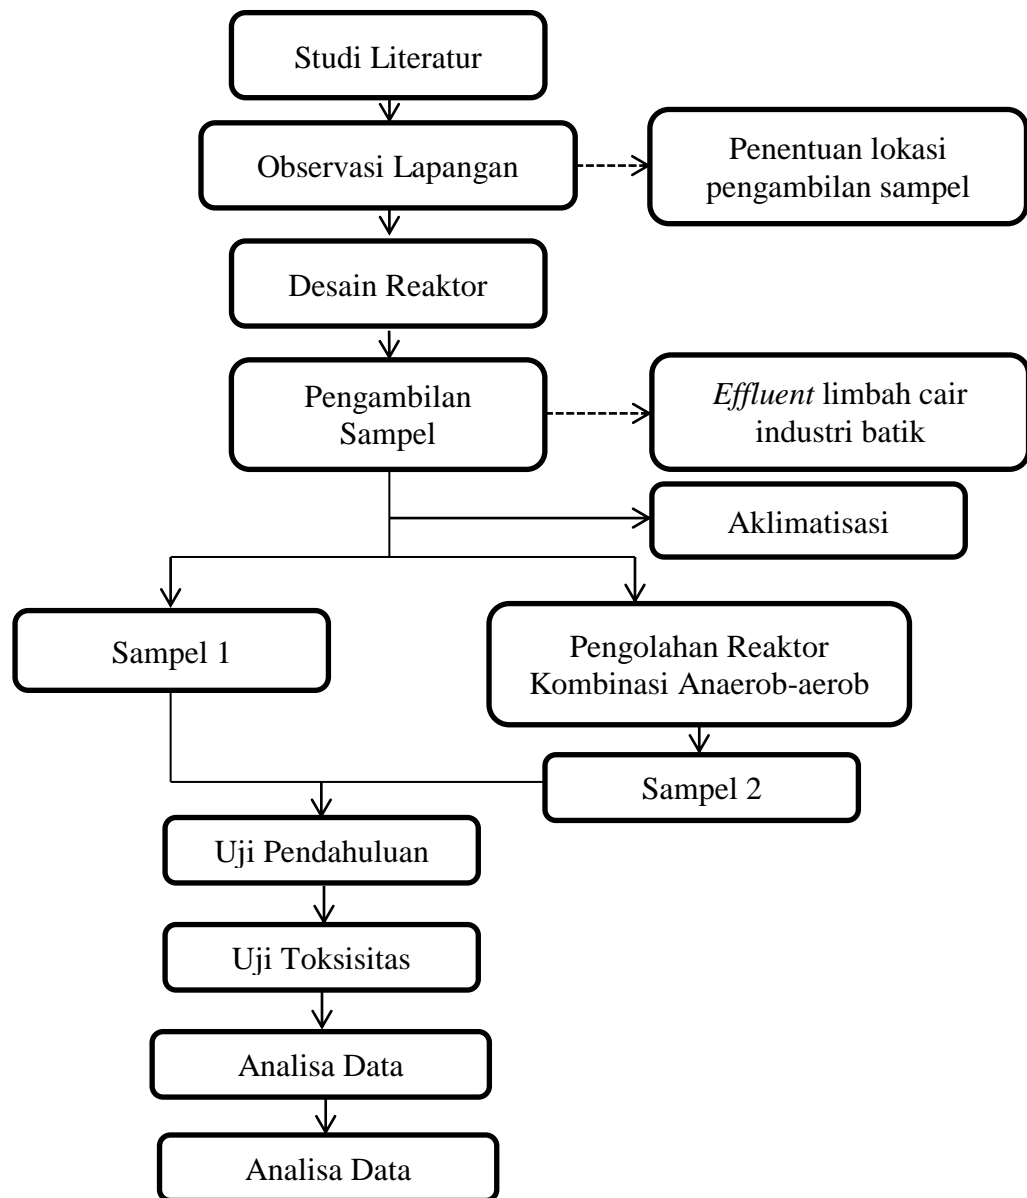 Studi Literatur
Observasi Lapangan
Penentuan lokasi
pengambilan sampel
Desain Reaktor
Pengambilan
Sampel
Effluent limbah cair
industri batik
Aklimatisasi
Sampel 1
Pengolahan Reaktor
Kombinasi Anaerob-aerob
Sampel 2
Uji Pendahuluan
Uji Toksisitas
Analisa Data
Analisa Data